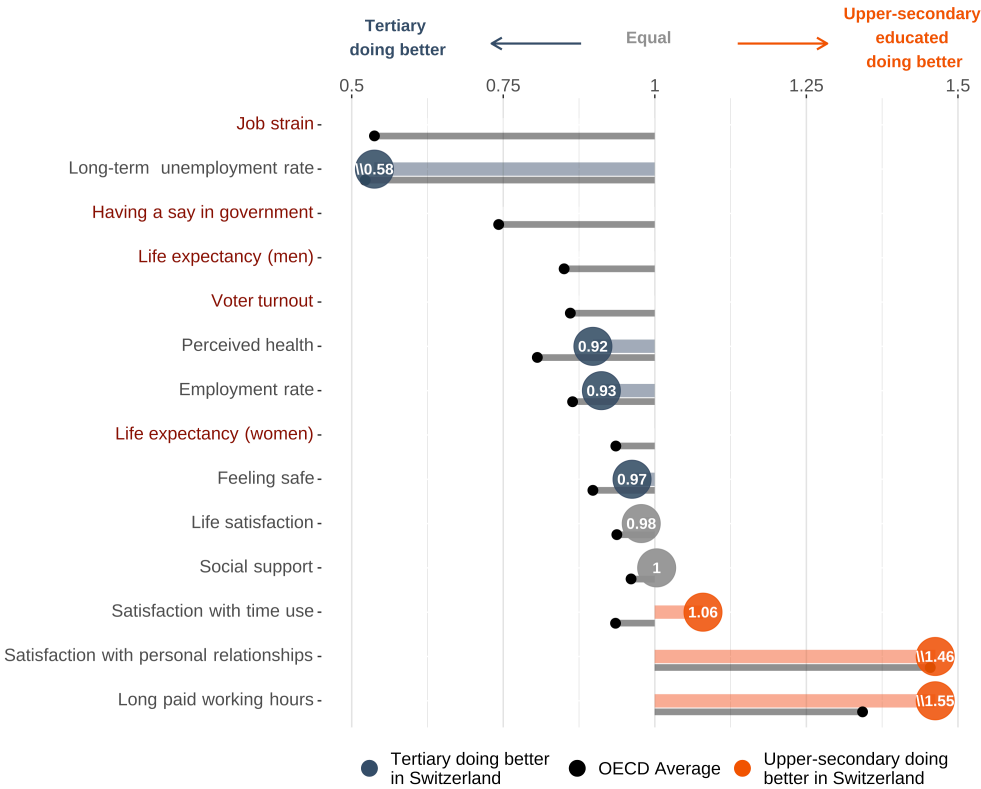 Tertiary
doing better
Equal
Upper-secondary
educated
doing better
0.5 0.75 1 1.25 1.5
Job strain
Long-term unemployment rate \\0.58
Having a say in government
Life expectancy (men)
Voter turnout
Perceived health 0.92
Employment rate 0.93
Life expectancy (women)
Feeling safe 0.97
Life satisfaction 0.98
Social support 1
Satisfaction with time use 1.06
Satisfaction with personal relationships \\1.46
Long paid working hours \\1.55
Tertiary doing better
in Switzerland
OECD Average
Upper-secondary doing
better in Switzerland